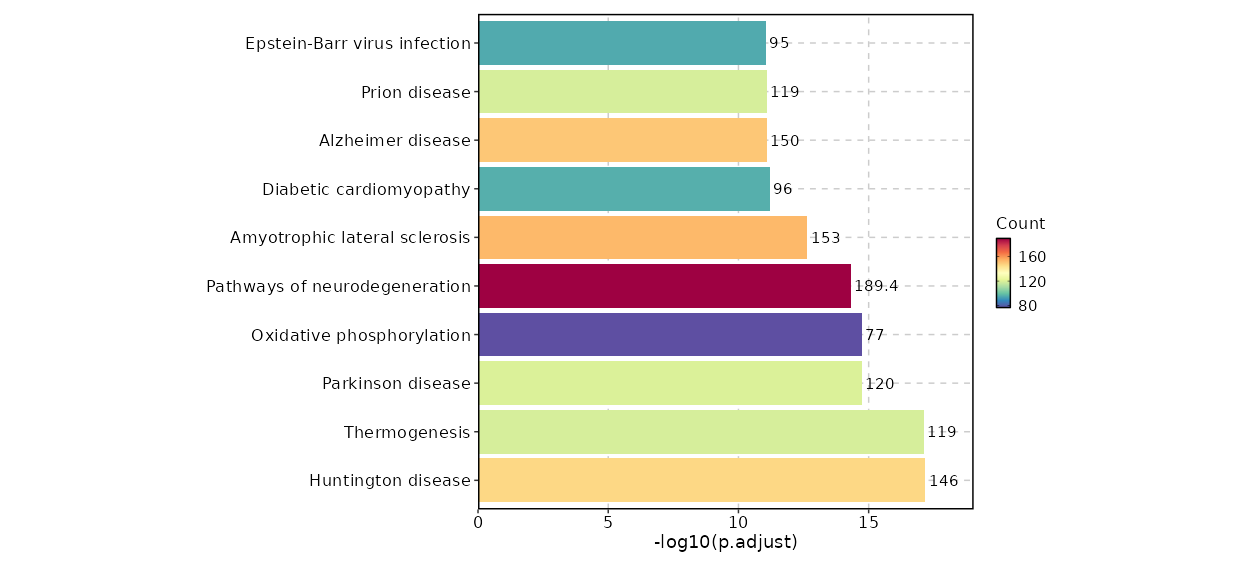 Epstein-Barr virus infection 95
Prion disease 119
Alzheimer disease 150
Diabetic cardiomyopathy 96
Amyotrophic lateral sclerosis 153
Pathways of neurodegeneration 189.4
Oxidative phosphorylation 77
Parkinson disease 120
Thermogenesis 119
Huntington disease 146
0 5 10 15
-log10(p.adjust)
Count
160
120
80